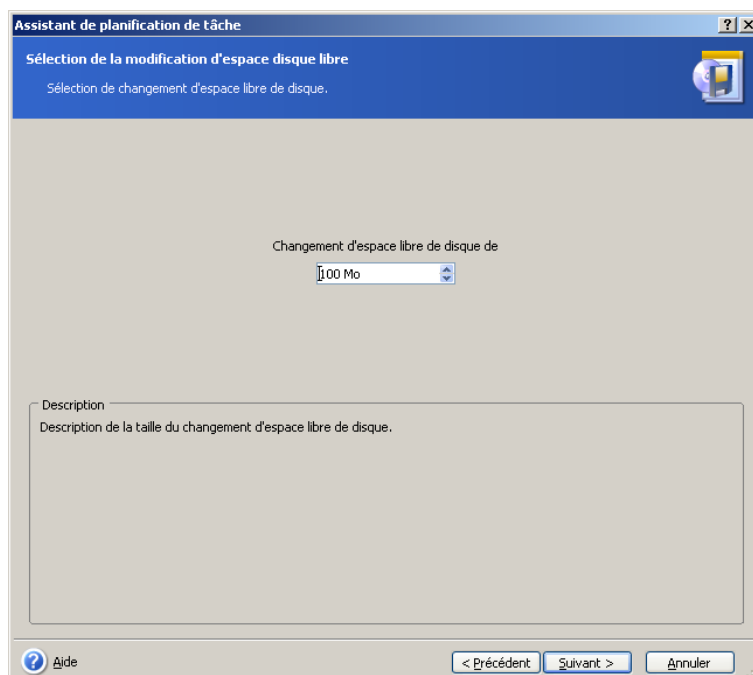 Assistant de planification de tâche
Sélection de la modification d'espace disque libre
Sélection de changement d'espace libre de disque.
Changement d'espace libre de disque de
100 Mo
Description
Description de la taille du changement d'espace libre de disque.
Aide
< Précédent
Suivant >
Annuler